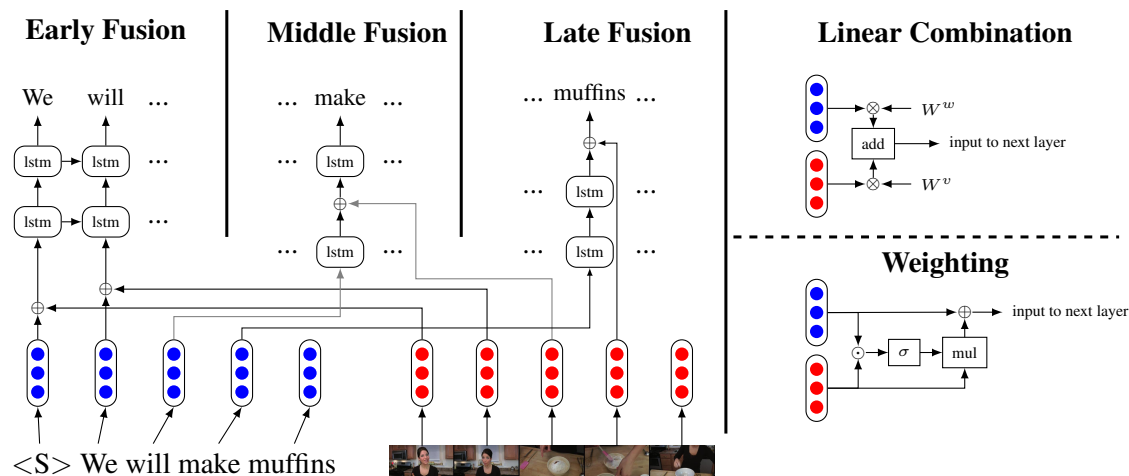 Early Fusion
Middle Fusion
Late Fusion
Linear Combination
We will ...
... make ...
... muffins ...
lstm lstm ...
lstm ...
lstm lstm ...
... lstm ...
... lstm ...
... lstm ...
⊗ W^w
add input to next layer
⊗ W^v
Weighting
⊕ input to next layer
⊙ σ mul
<S> We will make muffins